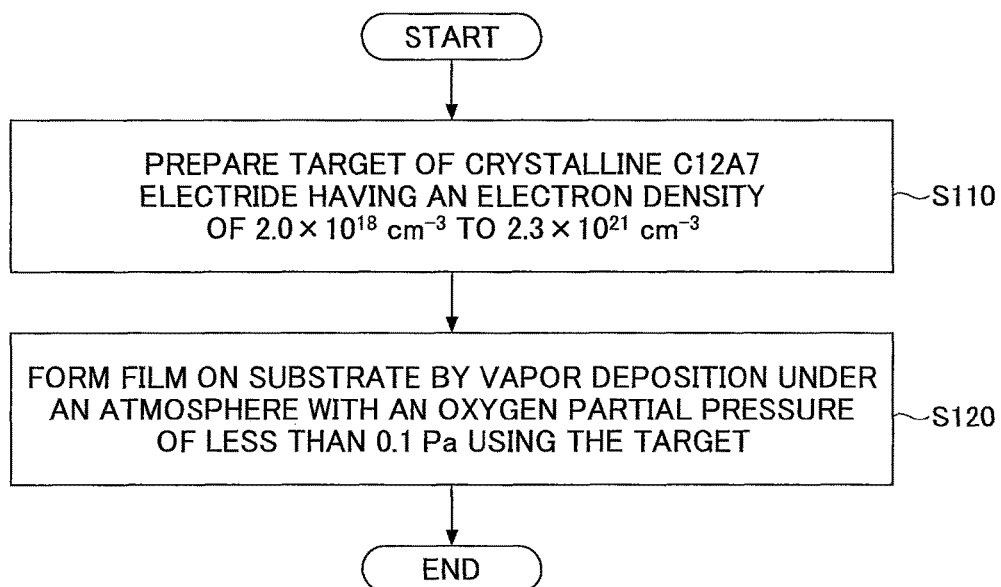 START
PREPARE TARGET OF CRYSTALLINE C12A7
ELECTRIDE HAVING AN ELECTRON DENSITY
OF 2.0 × 10¹⁸ cm⁻³ TO 2.3 × 10²¹ cm⁻³
S110
FORM FILM ON SUBSTRATE BY VAPOR DEPOSITION UNDER
AN ATMOSPHERE WITH AN OXYGEN PARTIAL PRESSURE
OF LESS THAN 0.1 Pa USING THE TARGET
S120
END